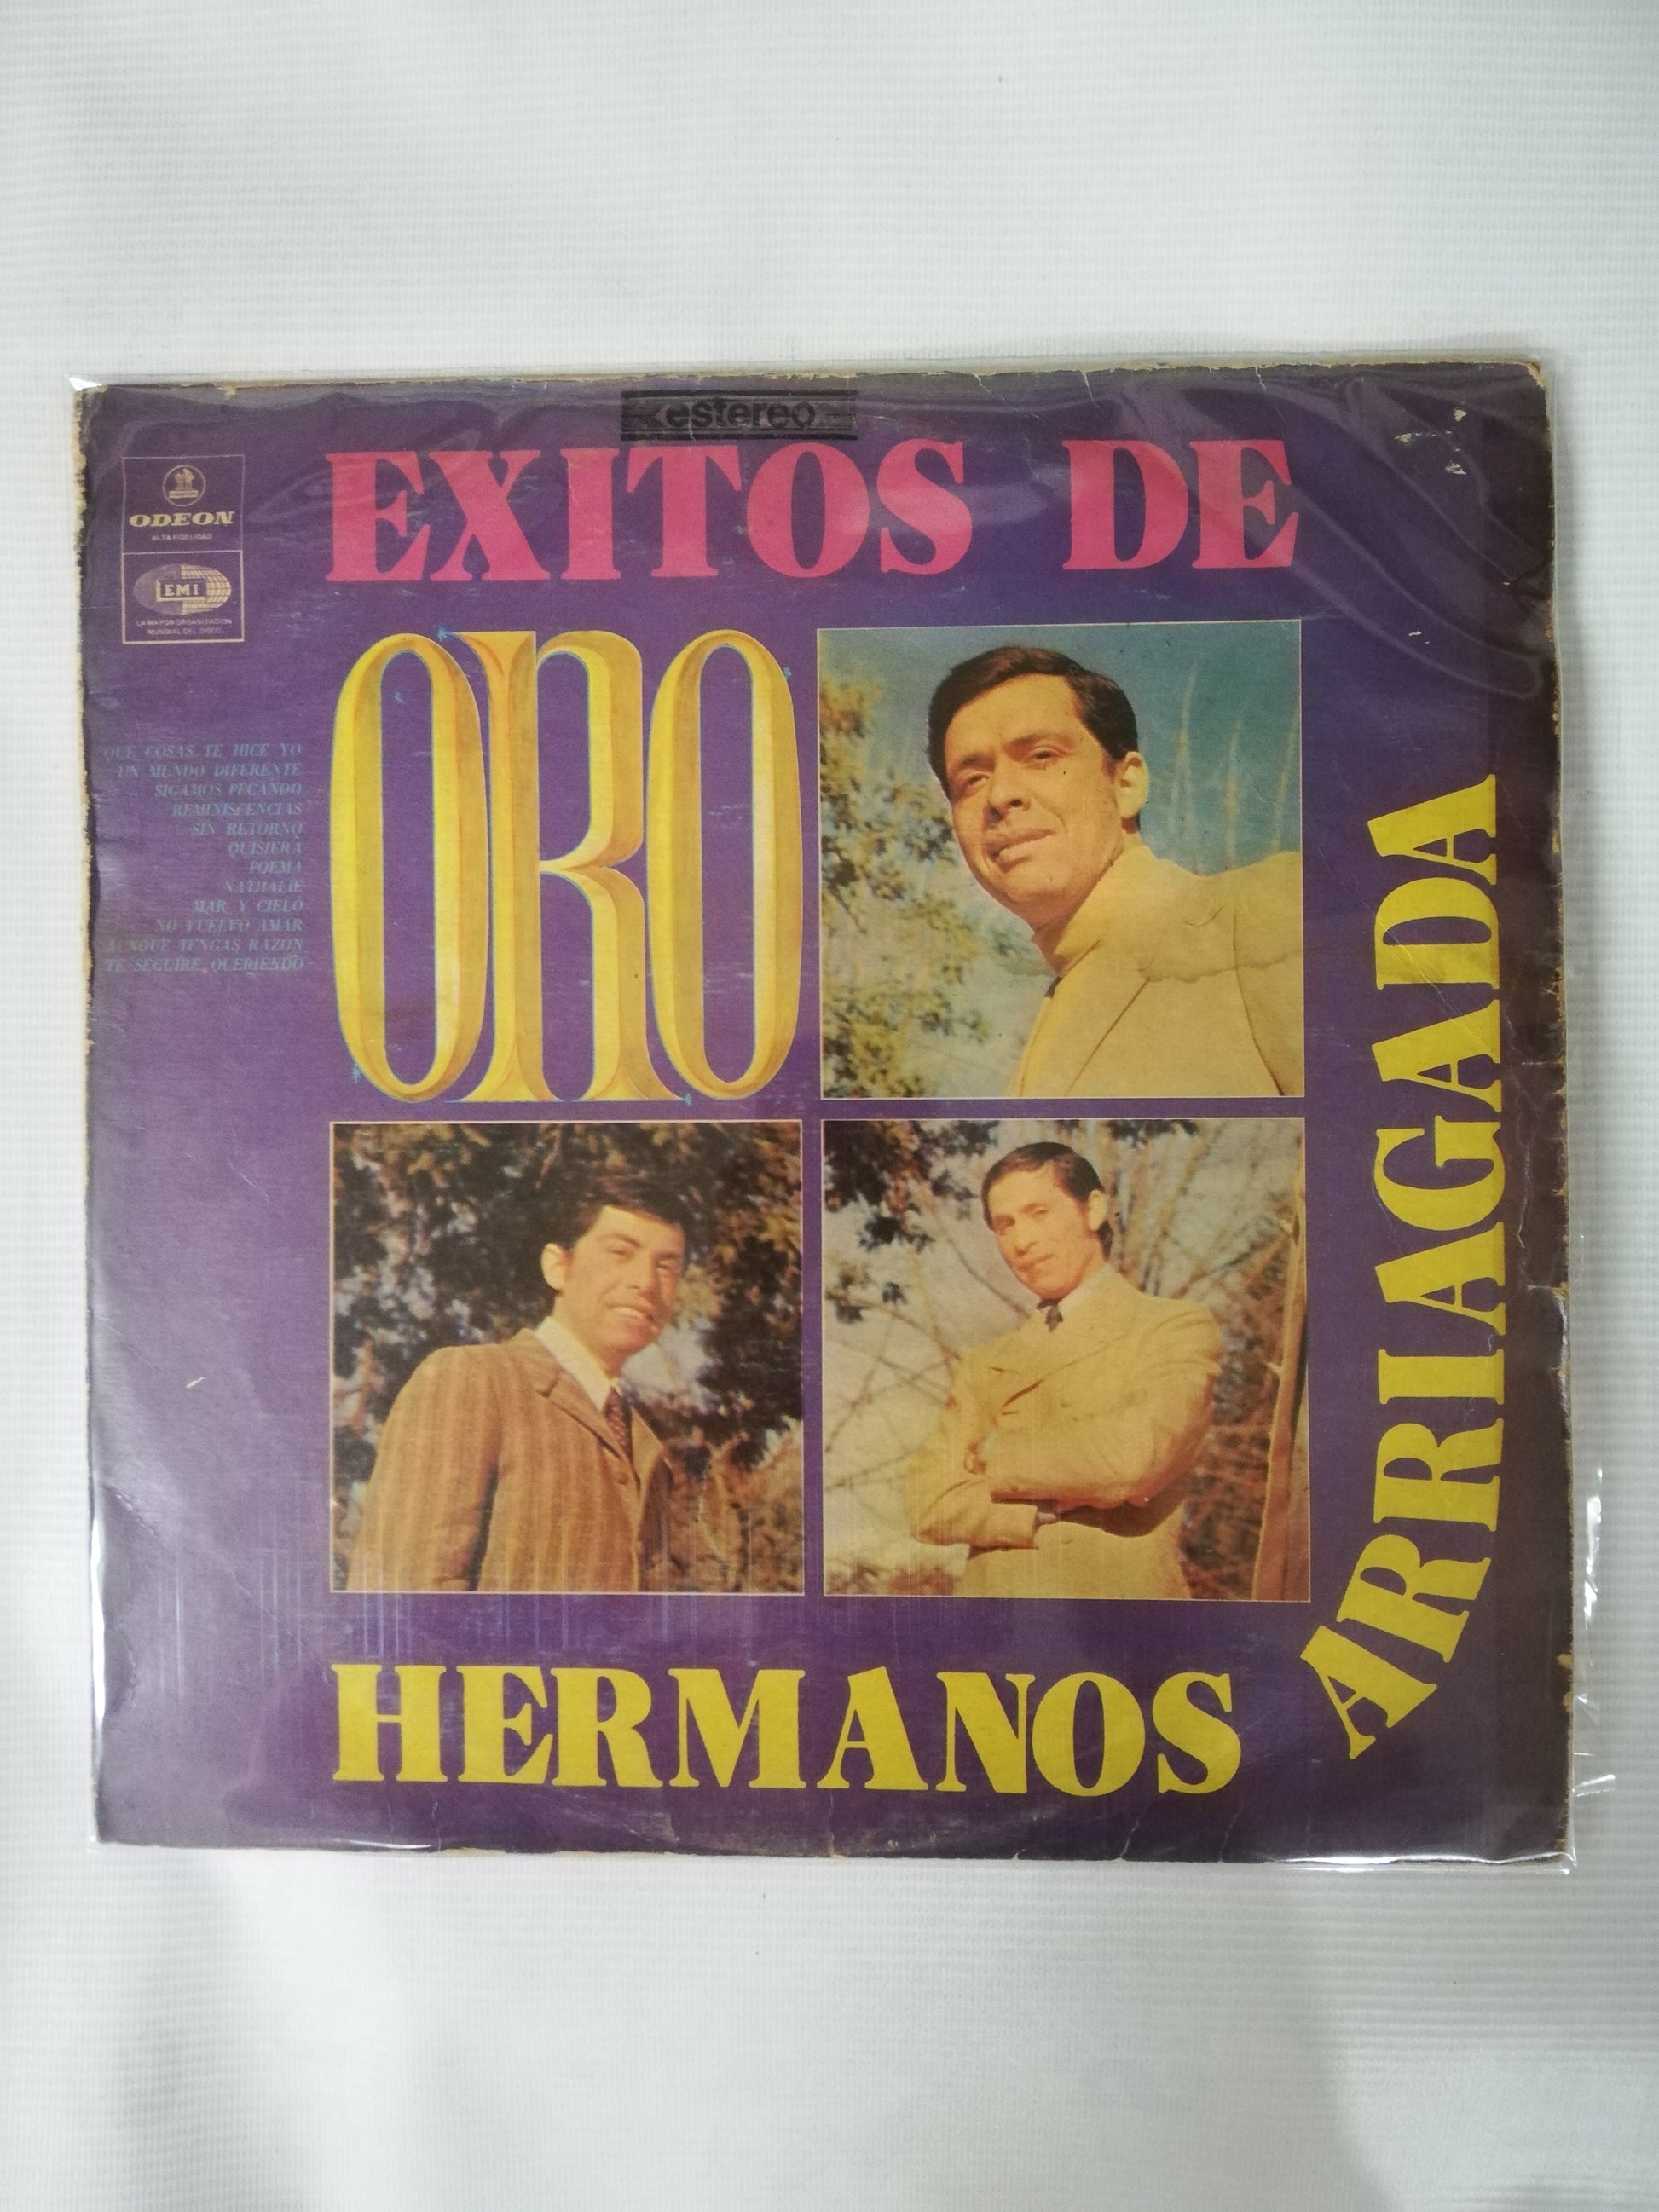 estereo
EXITOS DE
ODEON
ALTA FIDELIDAD
EMI
LA MAYOR ORGANIZACION
MUNDIAL DEL DISCO
ORO
QUE COSAS TE HICE YO
UN MUNDO DIFERENTE
SIGAMOS PECANDO
REMINISCENCIAS
SIN RETORNO
QUISIERA
POEMA
NATHALIE
MAR Y CIELO
NO VUELVO AMAR
AUNQUE TENGAS RAZON
TE SEGUIRE QUERIENDO
HERMANOS
ARRIAGADA